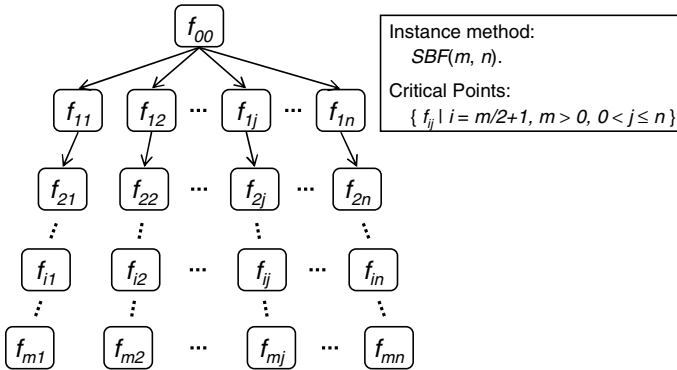 f00
Instance method:
SBF(m, n).
Critical Points:
{ fij | i = m/2+1, m > 0, 0 < j ≤ n }
f11 f12 ... f1j ... f1n
f21 f22 ... f2j ... f2n
fi1 fi2 ... fij ... fin
fm1 fm2 ... fmj ... fmn